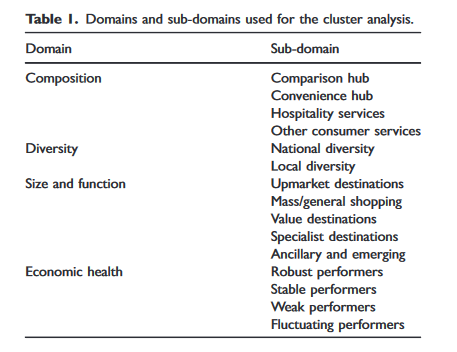 Table 1. Domains and sub-domains used for the cluster analysis.
Domain Sub-domain
Composition Comparison hub
Convenience hub
Hospitality services
Other consumer services
Diversity National diversity
Local diversity
Size and function Upmarket destinations
Mass/general shopping
Value destinations
Specialist destinations
Ancillary and emerging
Economic health Robust performers
Stable performers
Weak performers
Fluctuating performers